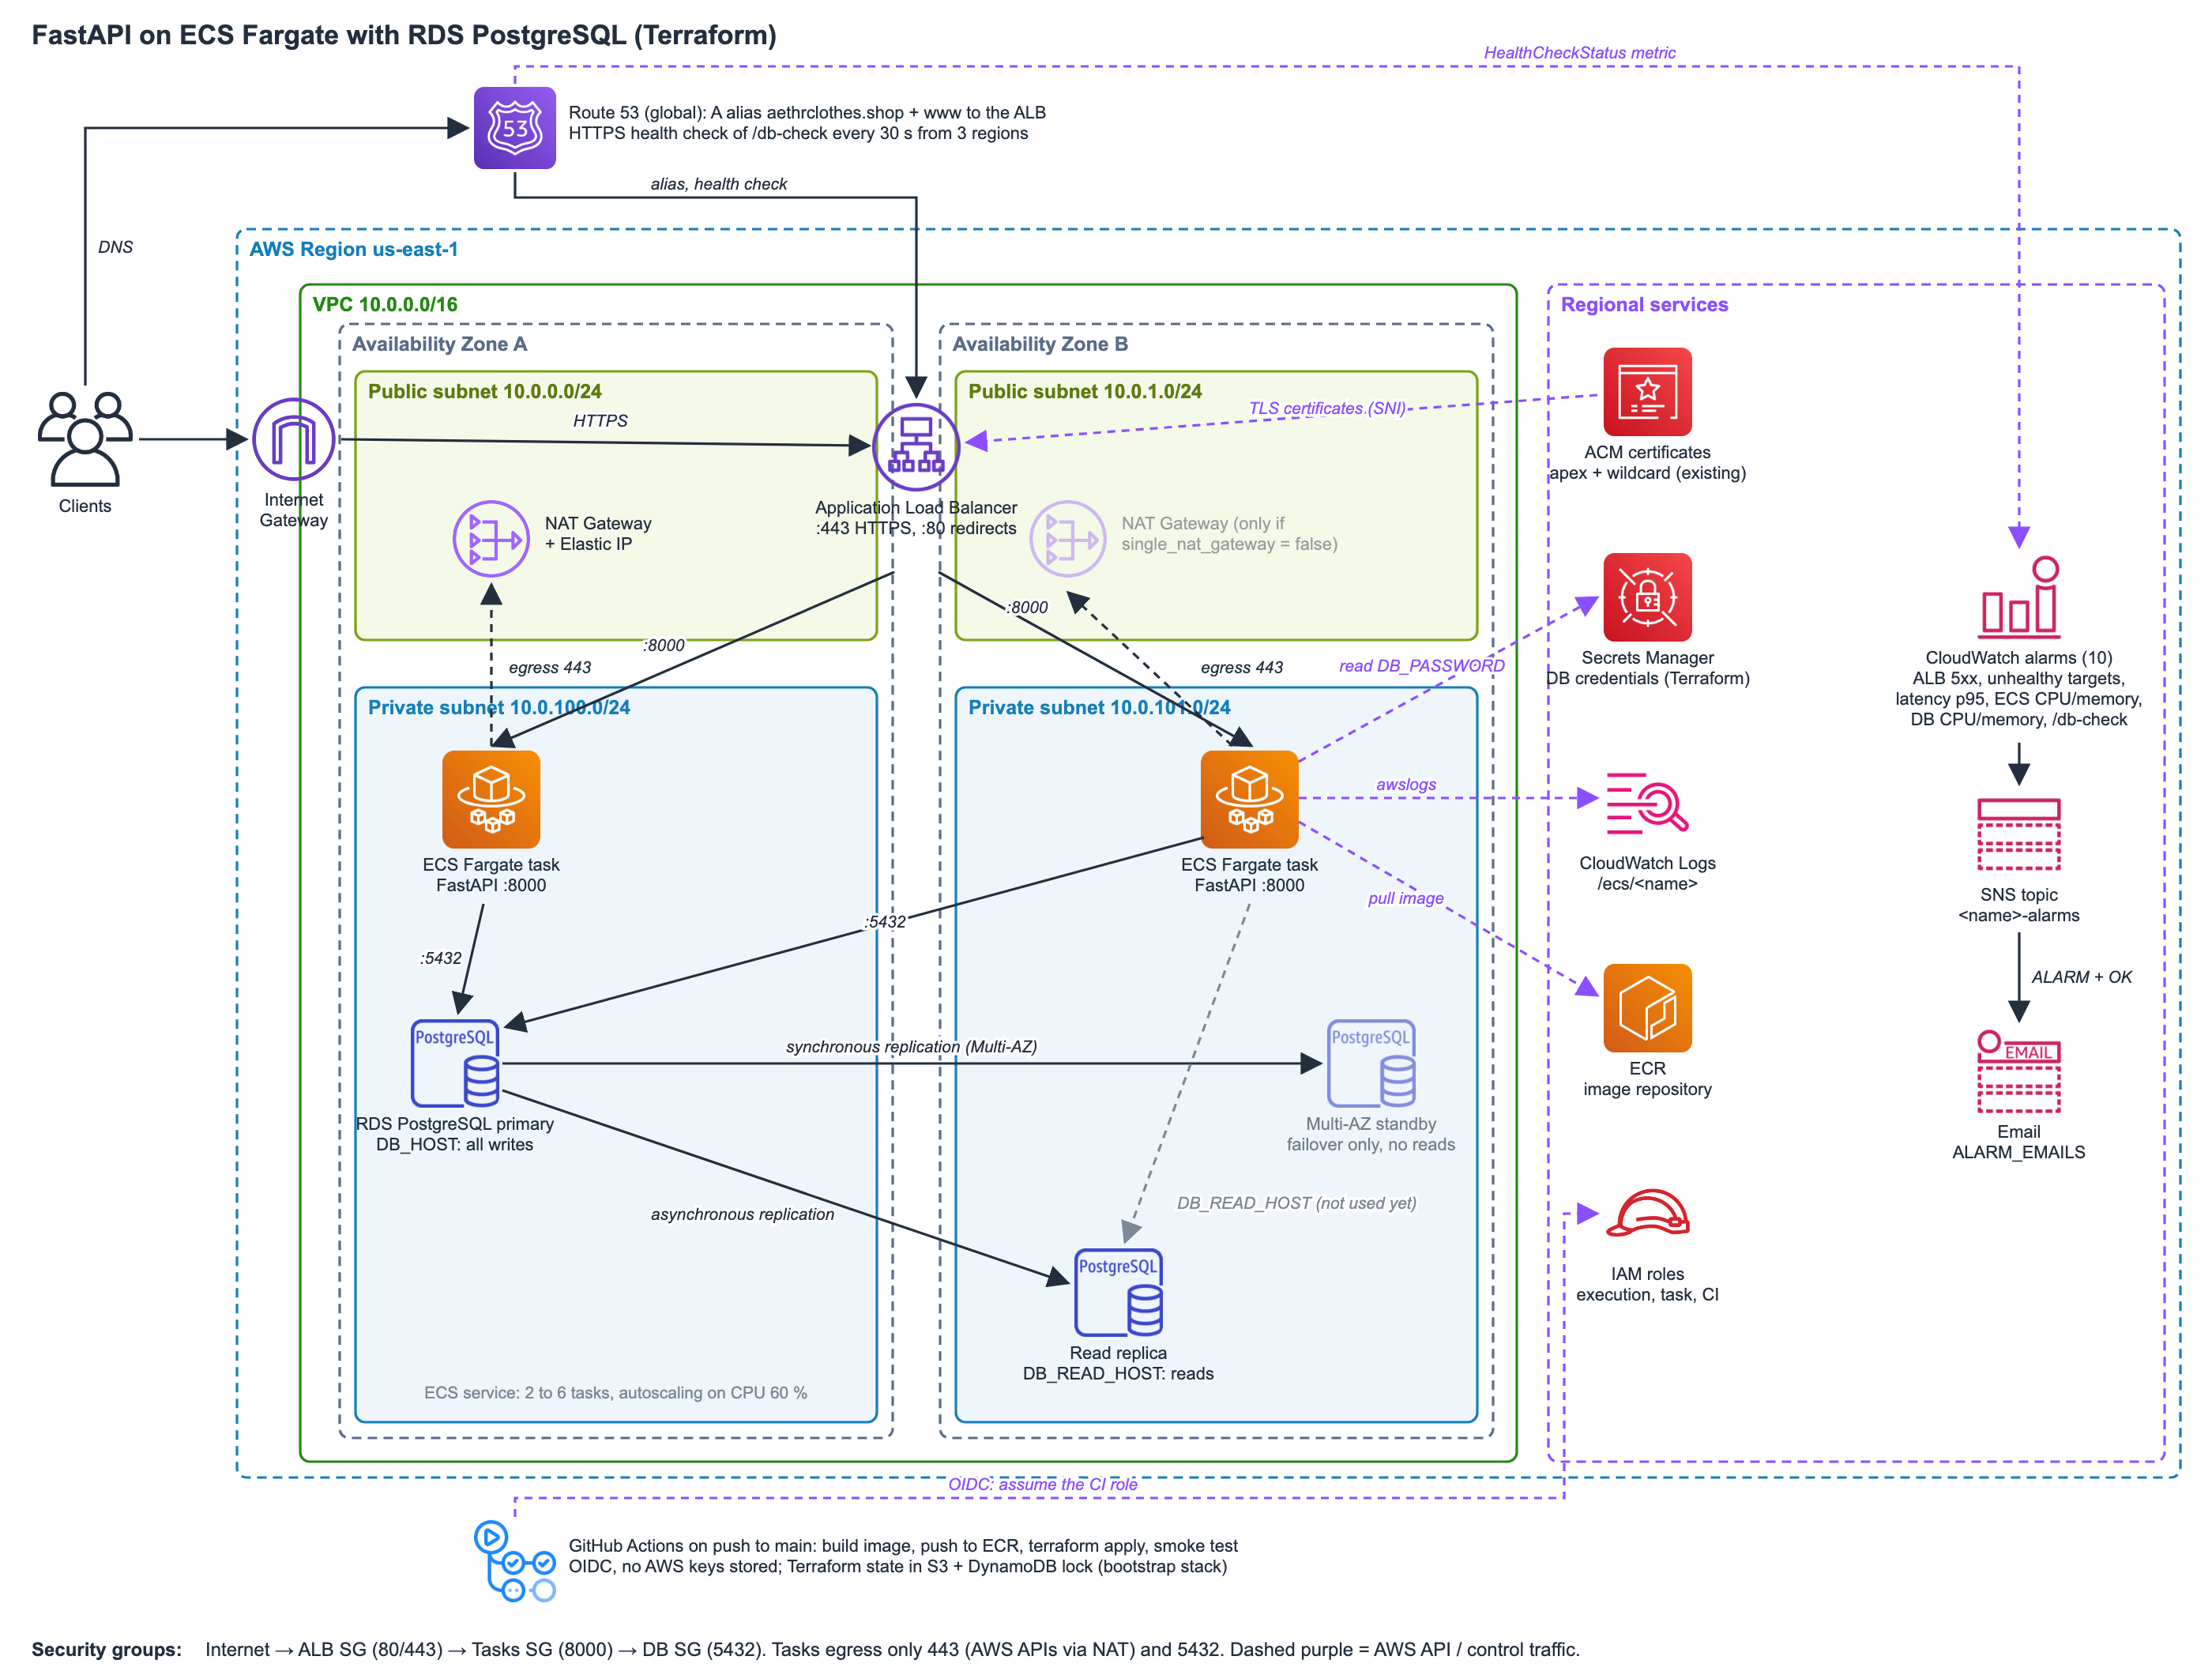 FastAPI on ECS Fargate with RDS PostgreSQL (Terraform)
HealthCheckStatus metric
53
Route 53 (global): A alias aethrclothes.shop + www to the ALB
HTTPS health check of /db-check every 30 s from 3 regions
alias, health check
DNS
AWS Region us-east-1
VPC 10.0.0.0/16
Regional services
Availability Zone A
Availability Zone B
Public subnet 10.0.0.0/24
Public subnet 10.0.1.0/24
HTTPS
TLS certificates (SNI)
ACM certificates
apex + wildcard (existing)
Clients
Internet
Gateway
Application Load Balancer
:443 HTTPS, :80 redirects
NAT Gateway
+ Elastic IP
NAT Gateway (only if
single_nat_gateway = false)
:8000
:8000
egress 443
egress 443
read DB_PASSWORD
Secrets Manager
DB credentials (Terraform)
CloudWatch alarms (10)
ALB 5xx, unhealthy targets,
latency p95, ECS CPU/memory,
DB CPU/memory, /db-check
Private subnet 10.0.100.0/24
Private subnet 10.0.101.0/24
awslogs
ECS Fargate task
FastAPI :8000
ECS Fargate task
FastAPI :8000
CloudWatch Logs
/ecs/<name>
SNS topic
<name>-alarms
pull image
:5432
:5432
ALARM + OK
PostgreSQL
synchronous replication (Multi-AZ)
PostgreSQL
EMAIL
ECR
image repository
RDS PostgreSQL primary
DB_HOST: all writes
Multi-AZ standby
failover only, no reads
Email
ALARM_EMAILS
DB_READ_HOST (not used yet)
asynchronous replication
PostgreSQL
IAM roles
execution, task, CI
Read replica
DB_READ_HOST: reads
ECS service: 2 to 6 tasks, autoscaling on CPU 60 %
OIDC: assume the CI role
GitHub Actions on push to main: build image, push to ECR, terraform apply, smoke test
OIDC, no AWS keys stored; Terraform state in S3 + DynamoDB lock (bootstrap stack)
Security groups: Internet → ALB SG (80/443) → Tasks SG (8000) → DB SG (5432). Tasks egress only 443 (AWS APIs via NAT) and 5432. Dashed purple = AWS API / control traffic.